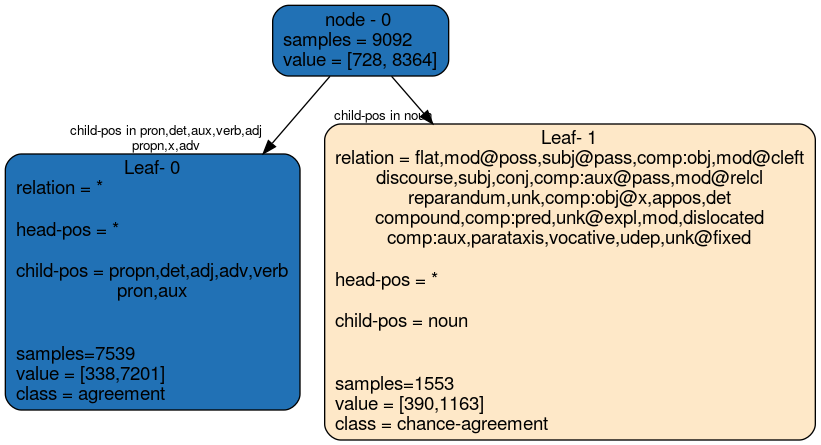 node - 0
samples = 9092
value = [728, 8364]
child-pos in pron,det,aux,verb,adj
propn,x,adv
child-pos in noun
Leaf- 0
relation = *
head-pos = *
child-pos = propn,det,adj,adv,verb
pron,aux
samples=7539
value = [338,7201]
class = agreement
Leaf- 1
relation = flat,mod@poss,subj@pass,comp:obj,mod@cleft
discourse,subj,conj,comp:aux@pass,mod@relcl
reparandum,unk,comp:obj@x,appos,det
compound,comp:pred,unk@expl,mod,dislocated
comp:aux,parataxis,vocative,udep,unk@fixed
head-pos = *
child-pos = noun
samples=1553
value = [390,1163]
class = chance-agreement